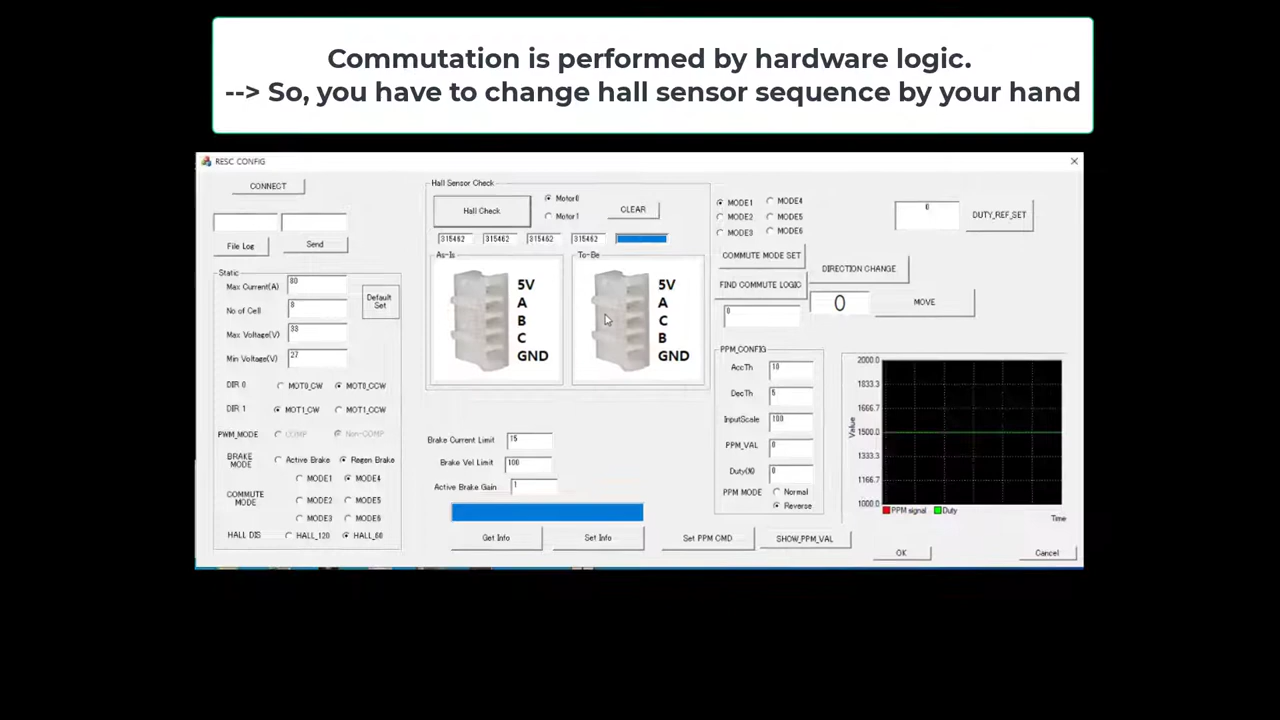 Commutation is performed by hardware logic.
--> So, you have to change hall sensor sequence by your hand
RESC CONFIG
CONNECT
File Log
Send
Static
Max Current(A)
80
No of Cell
8
Max Voltage(V)
33
Min Voltage(V)
27
Default
Set
DIR 0
MOT0_CW
MOT0_CCW
DIR 1
MOT1_CW
MOT1_CCW
PWM_MODE
COMP
Non-COMP
BRAKE
MODE
Active Brake
Regen Brake
COMMUTE
MODE
MODE1
MODE4
MODE2
MODE5
MODE3
MODE6
HALL DIS
HALL_120
HALL_60
Hall Sensor Check
Hall Check
Motor0
Motor1
CLEAR
315462
315462
315462
315462
As-Is
5V
A
B
C
GND
To-Be
5V
A
C
B
GND
Brake Current Limit
15
Brake Vel Limit
100
Active Brake Gain
1
Get Info
Set Info
MODE1
MODE4
MODE2
MODE5
MODE3
MODE6
0
DUTY_REF_SET
COMMUTE MODE SET
DIRECTION CHANGE
FIND COMMUTE LOGIC
0
0
MOVE
PPM_CONFIG
AccTh
10
DecTh
5
InputScale
100
PPM_VAL
0
Duty(%)
0
PPM MODE
Normal
Reverse
Set PPM CMD
SHOW_PPM_VAL
2000.0
1833.3
1666.7
1500.0
1333.3
1166.7
1000.0
Value
PPM signal
Duty
Time
OK
Cancel